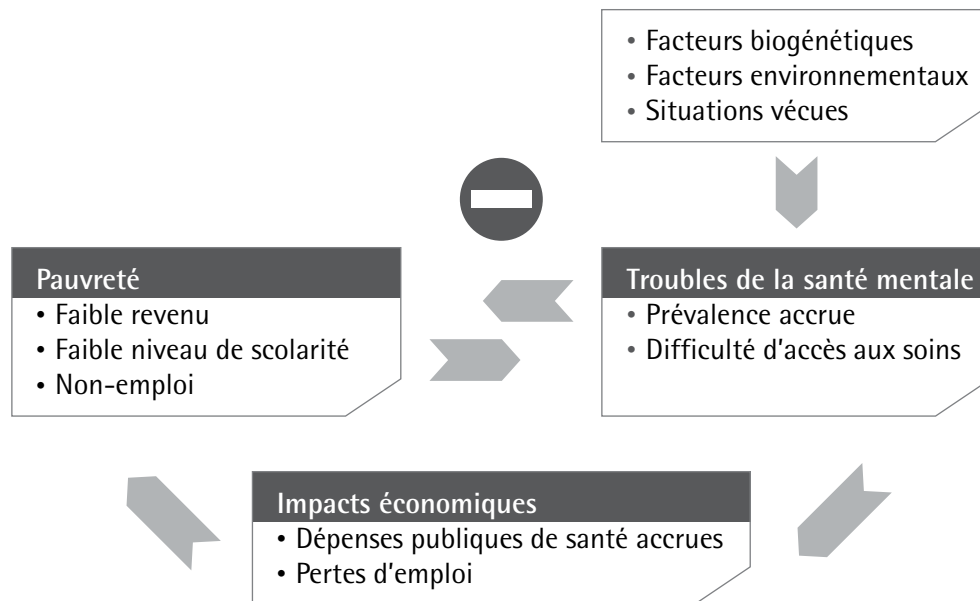 • Facteurs biogénétiques
• Facteurs environnementaux
• Situations vécues
Pauvreté
• Faible revenu
• Faible niveau de scolarité
• Non-emploi
Troubles de la santé mentale
• Prévalence accrue
• Difficulté d'accès aux soins
Impacts économiques
• Dépenses publiques de santé accrues
• Pertes d'emploi